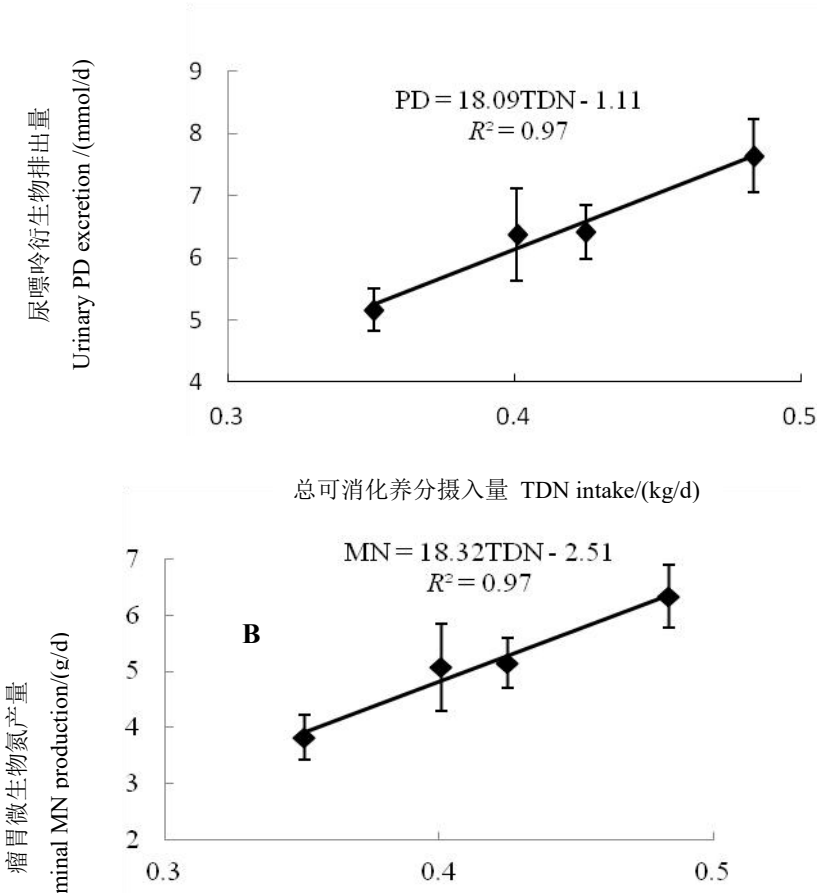 尿嘌呤衍生物排出量
Urinary PD excretion /(mmol/d)
9
8
7
6
5
4
PD = 18.09TDN - 1.11
R² = 0.97
0.3
0.4
0.5
总可消化养分摄入量 TDN intake/(kg/d)
瘤胃微生物氮产量
minal MN production/(g/d)
7
6
5
4
3
2
MN = 18.32TDN - 2.51
R² = 0.97
B
0.3
0.4
0.5